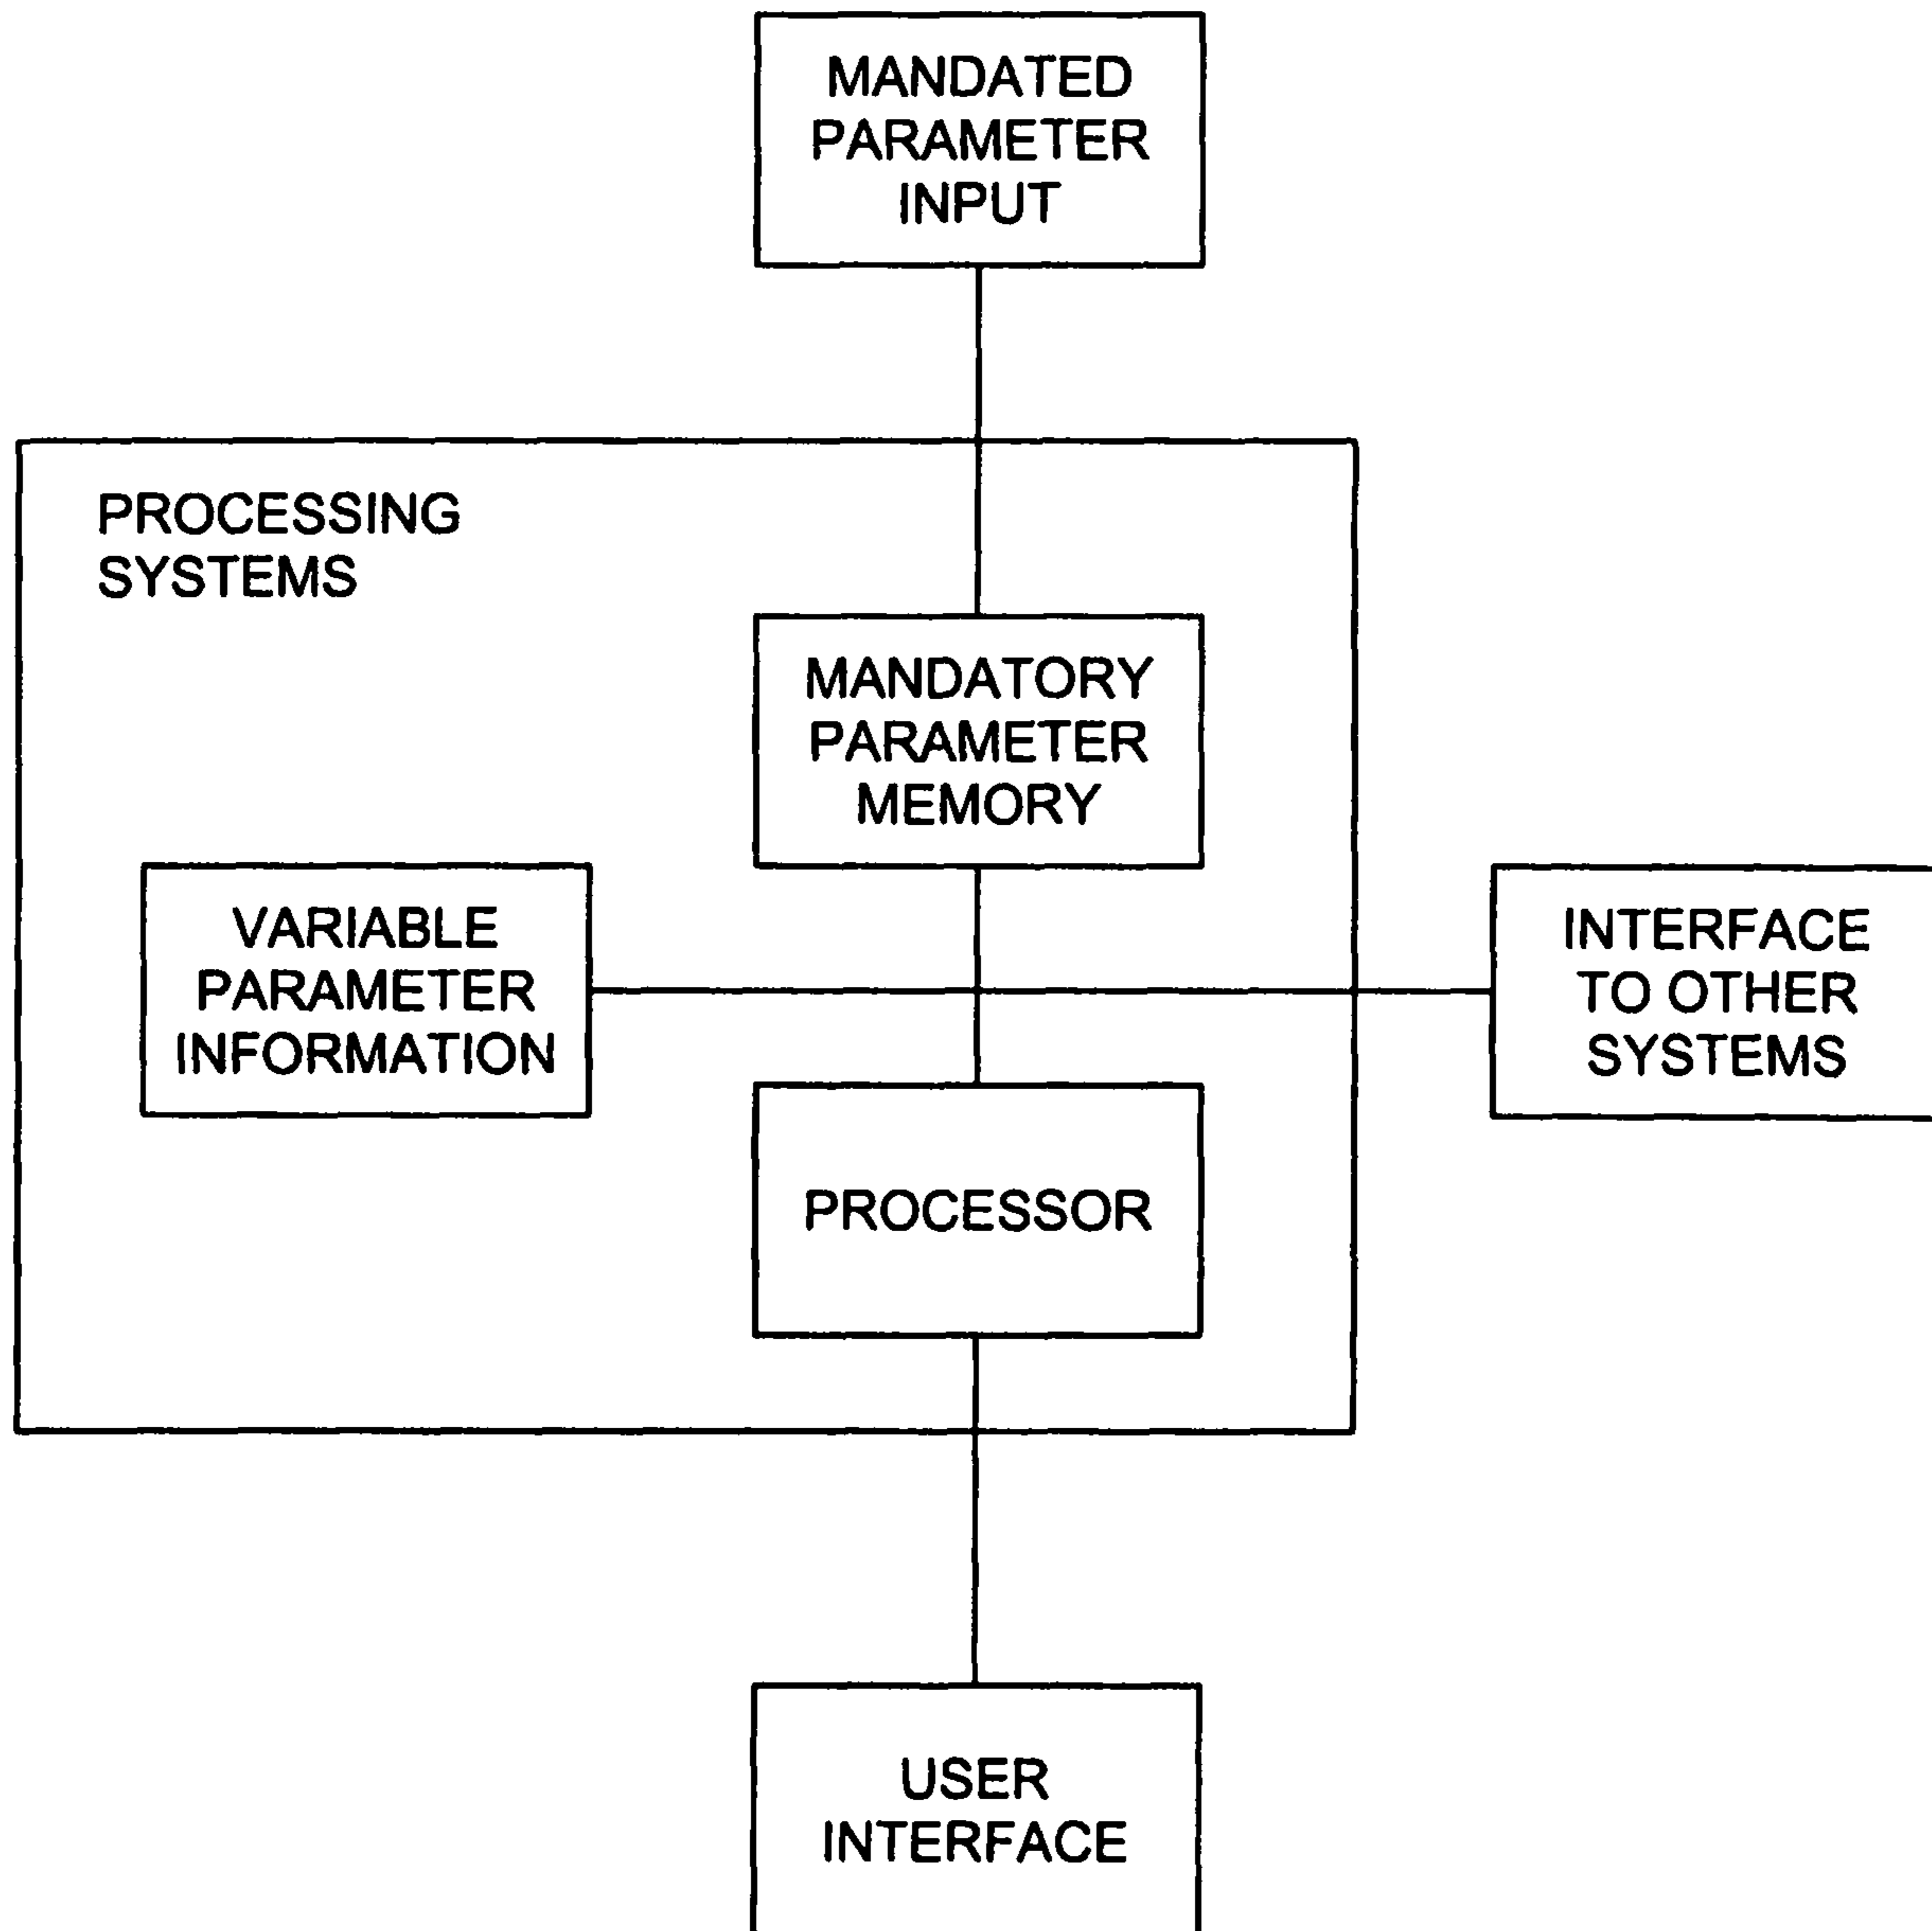 MANDATED
PARAMETER
INPUT
PROCESSING
SYSTEMS
MANDATORY
PARAMETER
MEMORY
VARIABLE
PARAMETER
INFORMATION
INTERFACE
TO OTHER
SYSTEMS
PROCESSOR
USER
INTERFACE